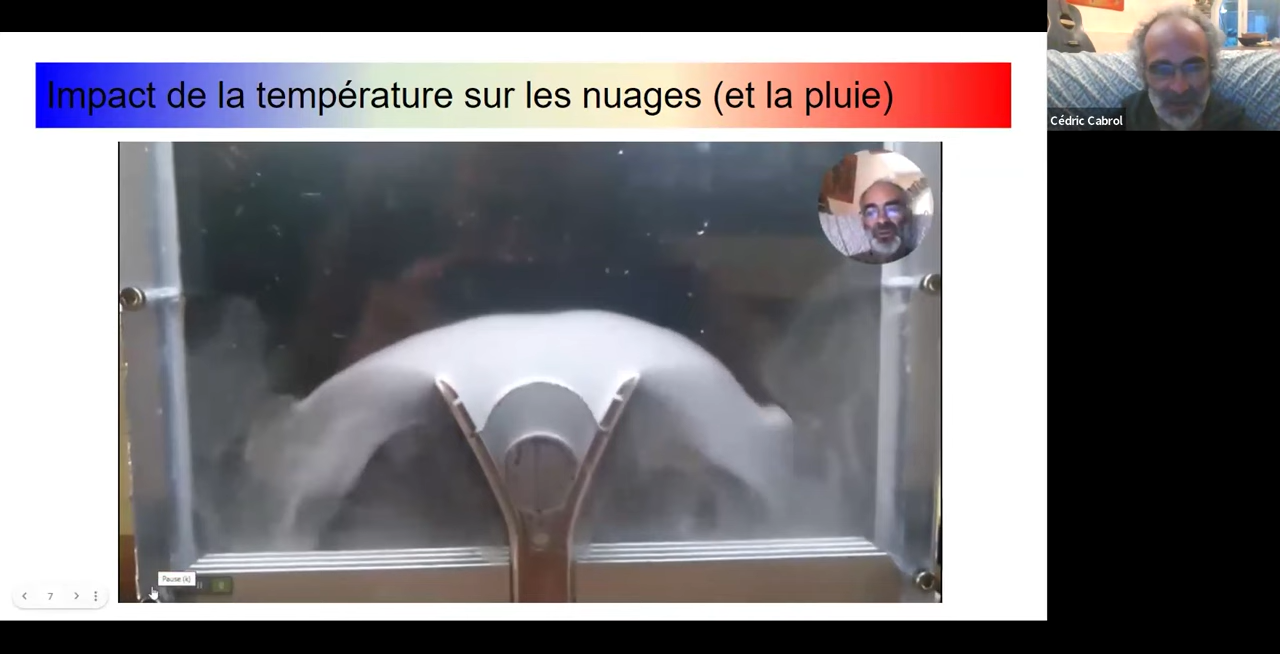 Impact de la température sur les nuages (et la pluie)
Cédric Cabrol
Pause (k)
7